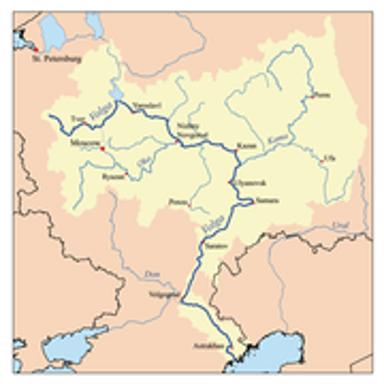 St. Petersburg
Tver
Volga
Yaroslavl
Nizhny
Novgorod
Moscow
Oka
Ryazan
Kazan
Kama
Perm
Ufa
Ulyanovsk
Samara
Penza
Volga
Saratov
Ural
Don
Volgograd
Astrakhan